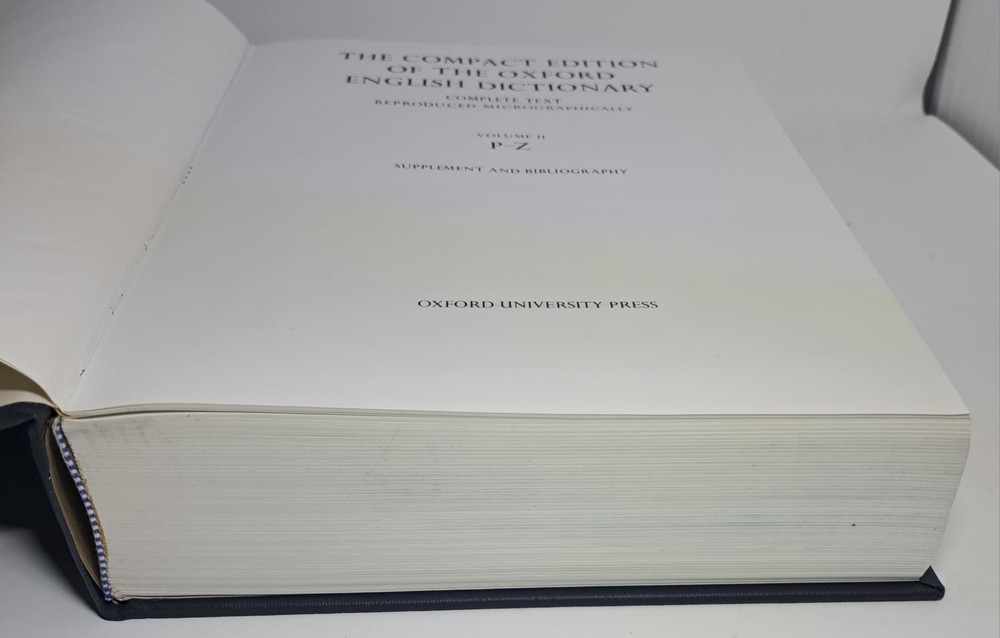 THE COMPACT EDITION
OF THE OXFORD
ENGLISH DICTIONARY
COMPLETE TEXT
REPRODUCED MICROGRAPHICALLY
VOLUME II
P–Z
SUPPLEMENT AND BIBLIOGRAPHY
OXFORD UNIVERSITY PRESS